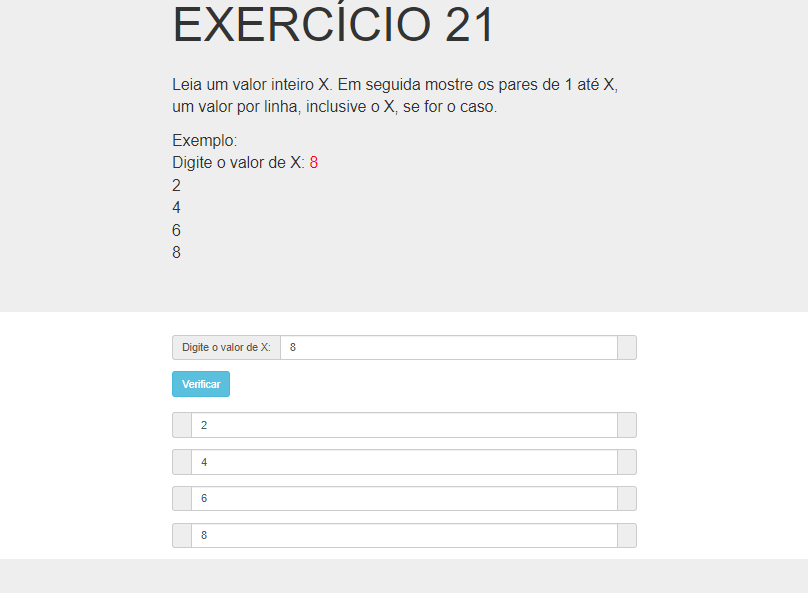 EXERCÍCIO 21
Leia um valor inteiro X. Em seguida mostre os pares de 1 até X,
um valor por linha, inclusive o X, se for o caso.
Exemplo:
Digite o valor de X: 8
2
4
6
8
Digite o valor de X: 8
Verificar
2
4
6
8